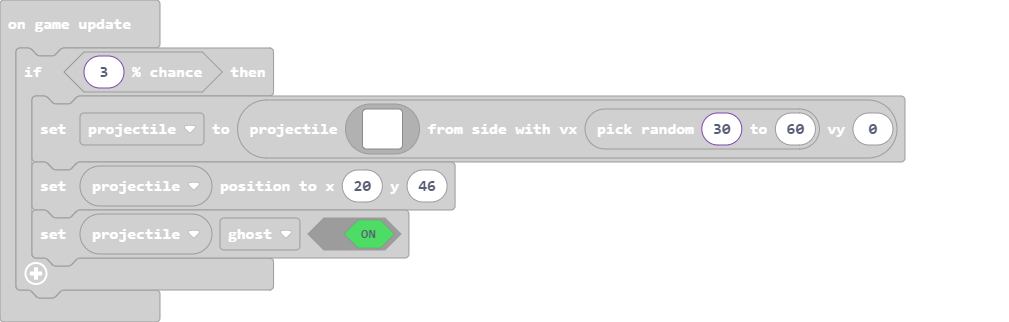 on game update
if 3 % chance then
set projectile to projectile from side with vx pick random 30 to 60 vy 0
set projectile position to x 20 y 46
set projectile ghost ON